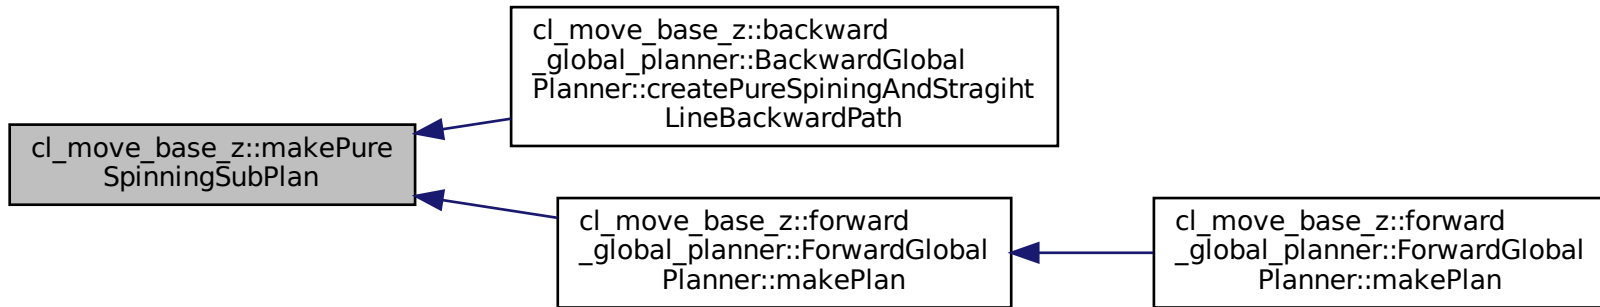 cl_move_base_z::makePure
SpinningSubPlan
cl_move_base_z::backward
_global_planner::BackwardGlobal
Planner::createPureSpiningAndStragiht
LineBackwardPath
cl_move_base_z::forward
_global_planner::ForwardGlobal
Planner::makePlan
cl_move_base_z::forward
_global_planner::ForwardGlobal
Planner::makePlan